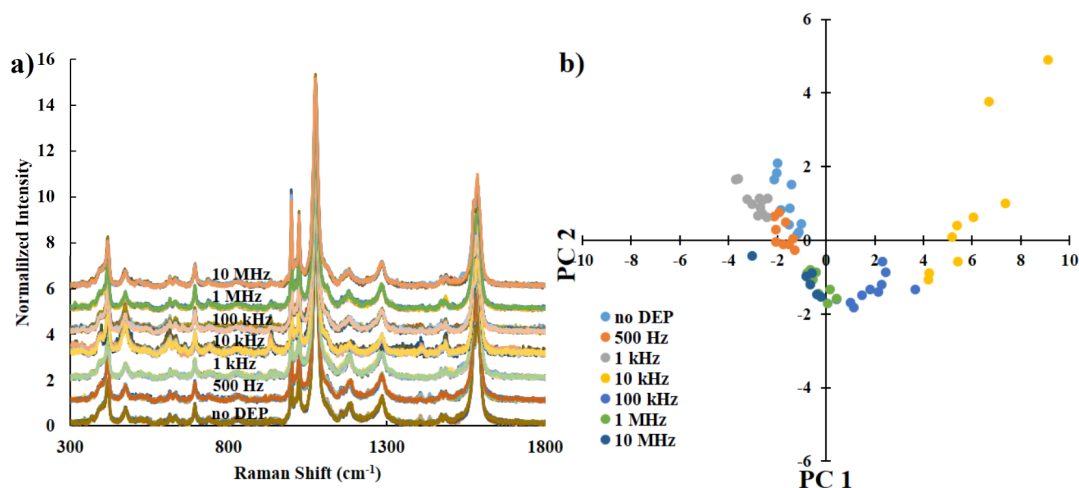 a)
16
14
12
10
8
6
4
2
0
Normalized Intensity
10 MHz
1 MHz
100 kHz
10 kHz
1 kHz
500 Hz
no DEP
300
800
1300
1800
Raman Shift (cm⁻¹)
b)
6
4
2
0
-2
-4
-6
PC 2
-10
-8
-6
-4
-2
0
2
4
6
8
10
no DEP
500 Hz
1 kHz
10 kHz
100 kHz
1 MHz
10 MHz
PC 1